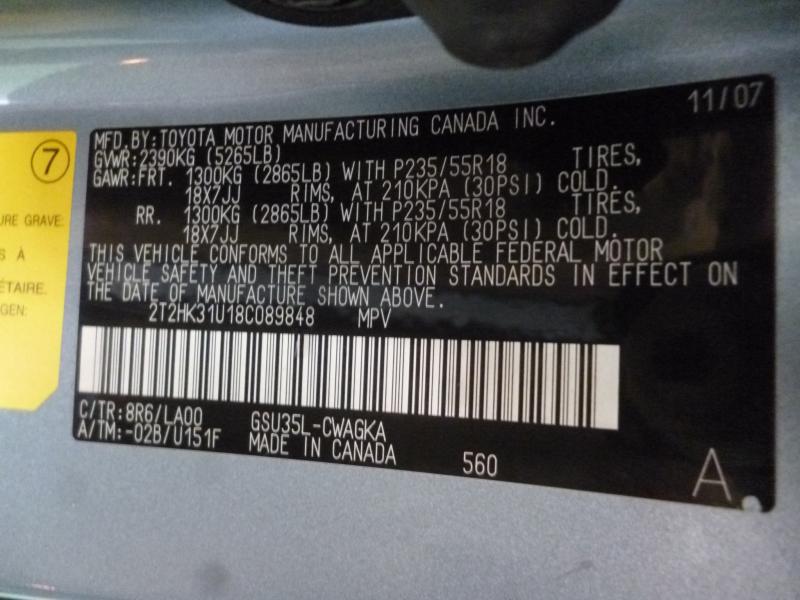 7
URE GRAVE:
S À
ÉTAIRE.
GEN:
11/07
MFD. BY: TOYOTA MOTOR MANUFACTURING CANADA INC.
GVWR: 2390KG (5265LB)
GAWR: FRT. 1300KG (2865LB) WITH P235/55R18 TIRES,
18X7JJ RIMS, AT 210KPA (30PSI) COLD.
RR. 1300KG (2865LB) WITH P235/55R18 TIRES,
18X7JJ RIMS, AT 210KPA (30PSI) COLD.
THIS VEHICLE CONFORMS TO ALL APPLICABLE FEDERAL MOTOR
VEHICLE SAFETY AND THEFT PREVENTION STANDARDS IN EFFECT ON
THE DATE OF MANUFACTURE SHOWN ABOVE.
2T2HK31U18C089848 MPV
C/TR: 8R6/LA00 GSU35L-CWAGKA
A/TM: -02B/U151F MADE IN CANADA 560
A